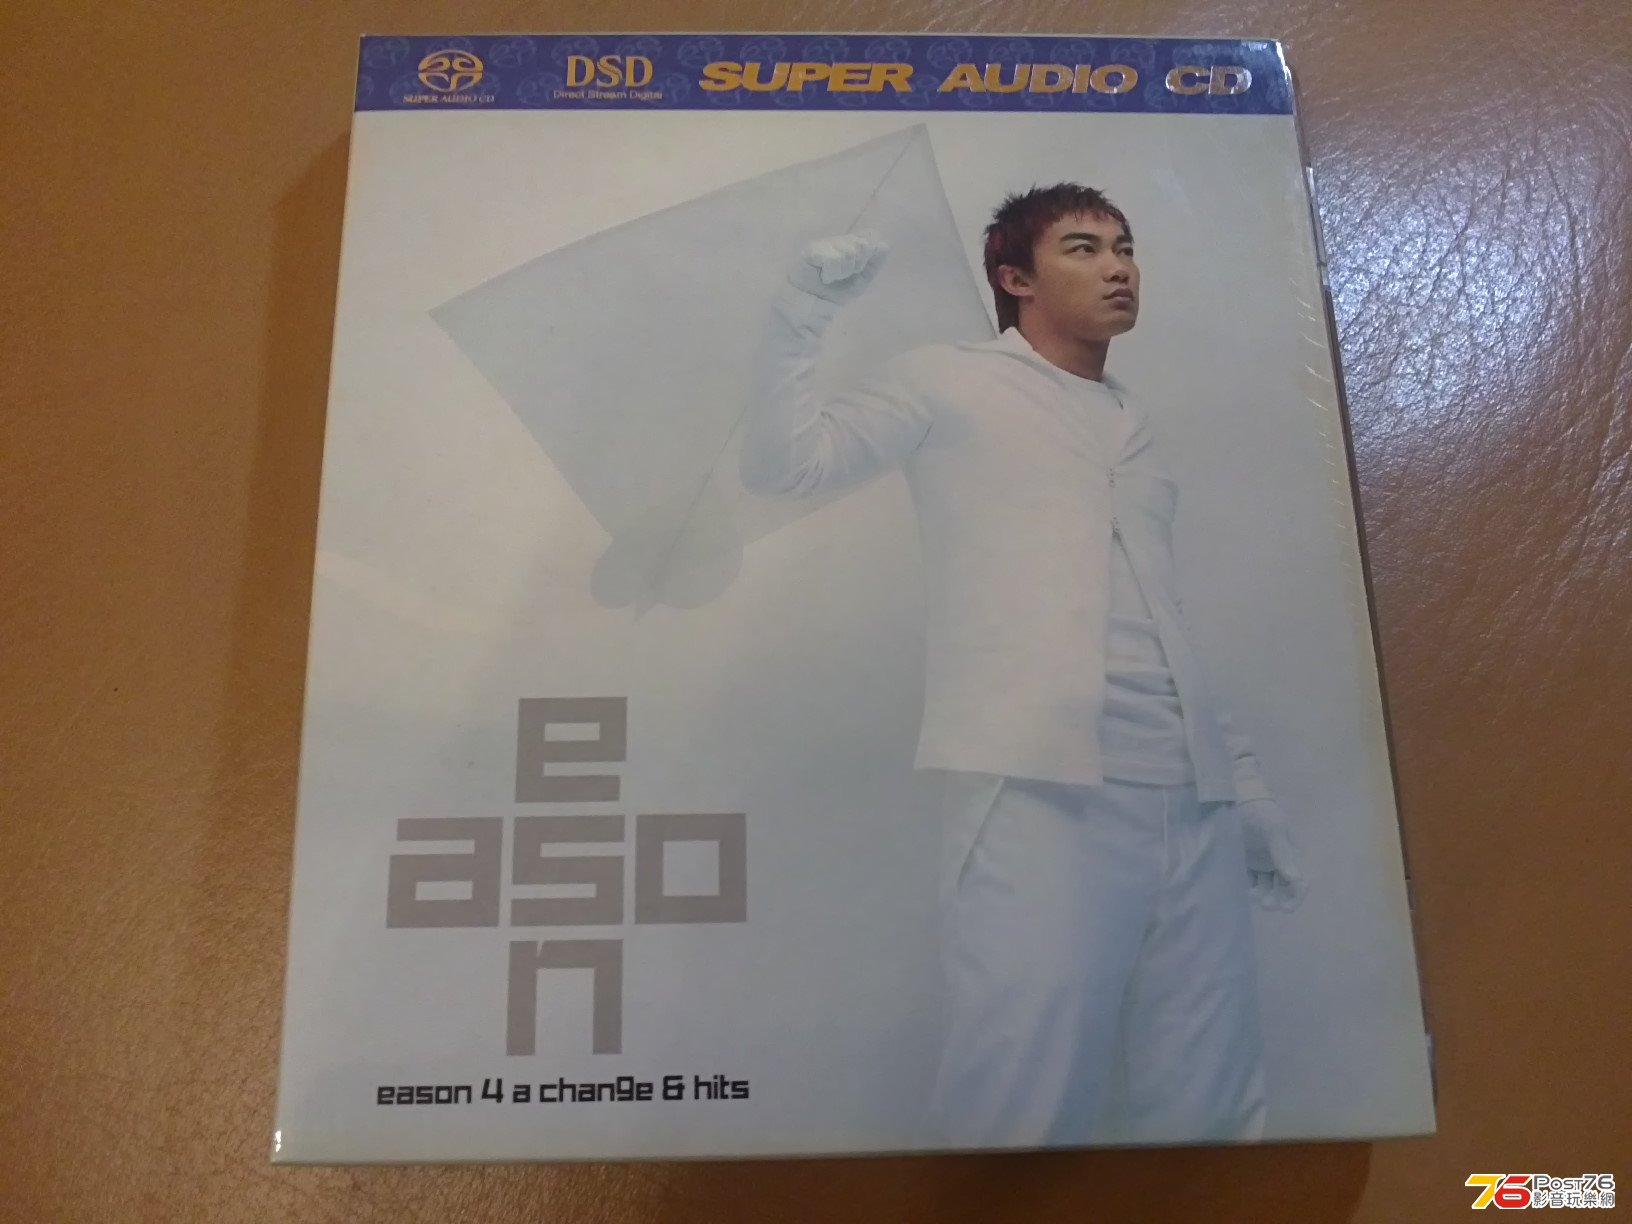 SUPER AUDIO CD
DSD
Direct Stream Digital
SUPER AUDIO CD
e
aso
n
eason 4 a change & hits
76 Post76
影音玩樂網